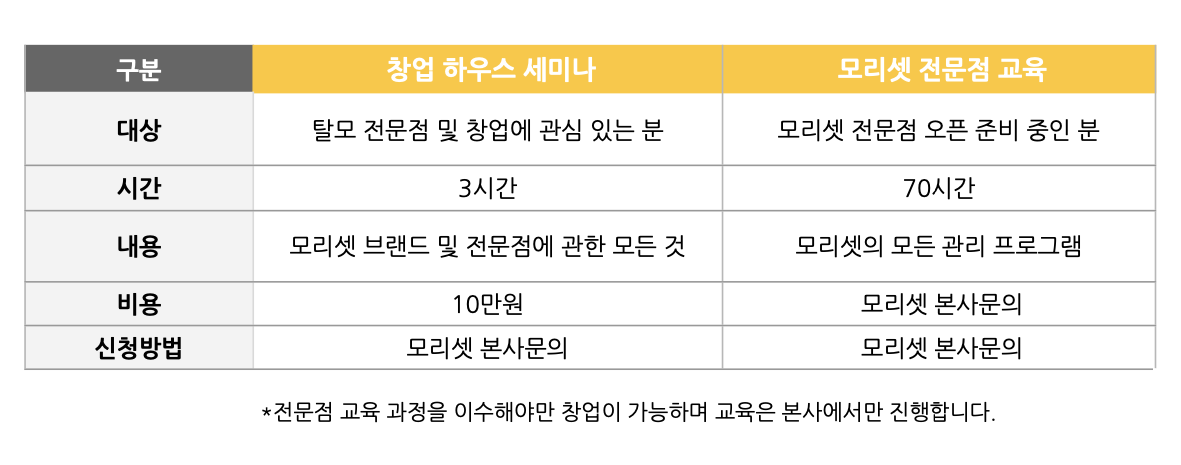 구분 창업 하우스 세미나 모리셋 전문점 교육
대상 탈모 전문점 및 창업에 관심 있는 분 모리셋 전문점 오픈 준비 중인 분
시간 3시간 70시간
내용 모리셋 브랜드 및 전문점에 관한 모든 것 모리셋의 모든 관리 프로그램
비용 10만원 모리셋 본사문의
신청방법 모리셋 본사문의 모리셋 본사문의
*전문점 교육 과정을 이수해야만 창업이 가능하며 교육은 본사에서만 진행합니다.